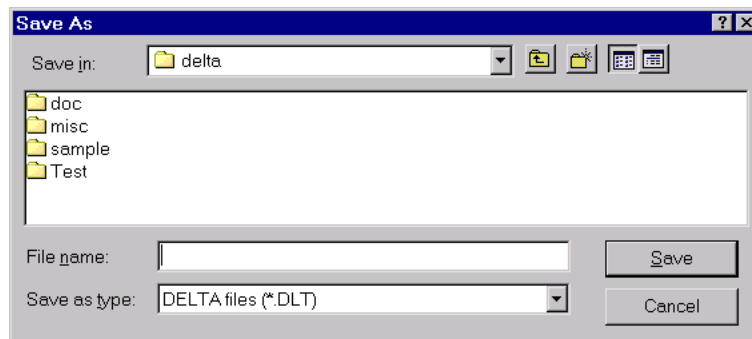 Save As
Save in: delta
doc
misc
sample
Test
File name: Save
Save as type: DELTA files (*.DLT) Cancel